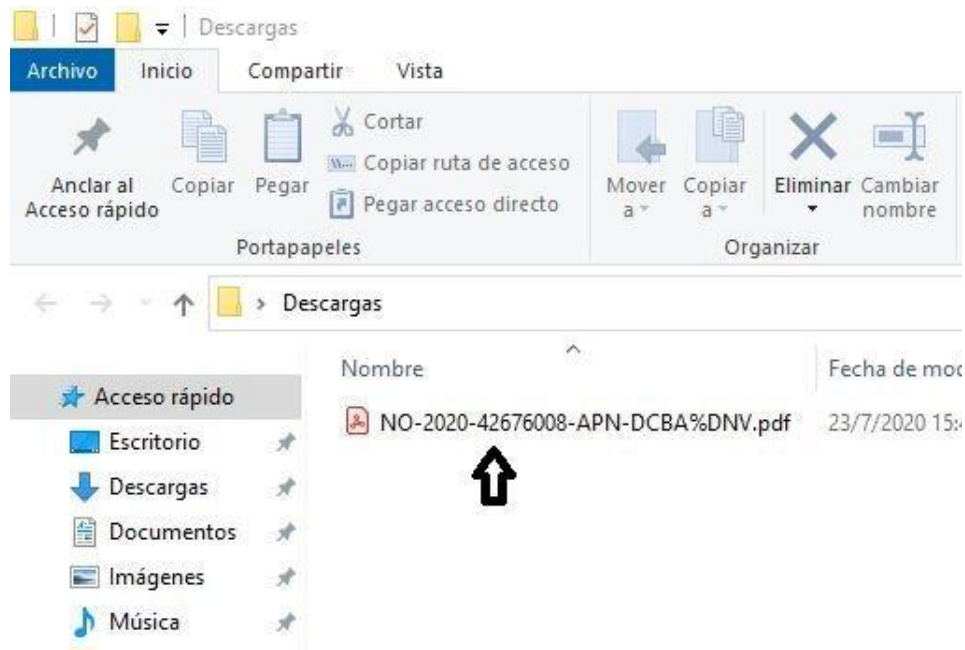 Descargas
Archivo Inicio Compartir Vista
Anclar al Acceso rápido
Copiar
Pegar
Cortar
Copiar ruta de acceso
Pegar acceso directo
Portapapeles
Mover a
Copiar a
Eliminar
Cambiar nombre
Organizar
Descargas
Nombre Fecha de mod
Acceso rápido
NO-2020-42676008-APN-DCBA%DNV.pdf 23/7/2020 15:4
Escritorio
Descargas
Documentos
Imágenes
Música